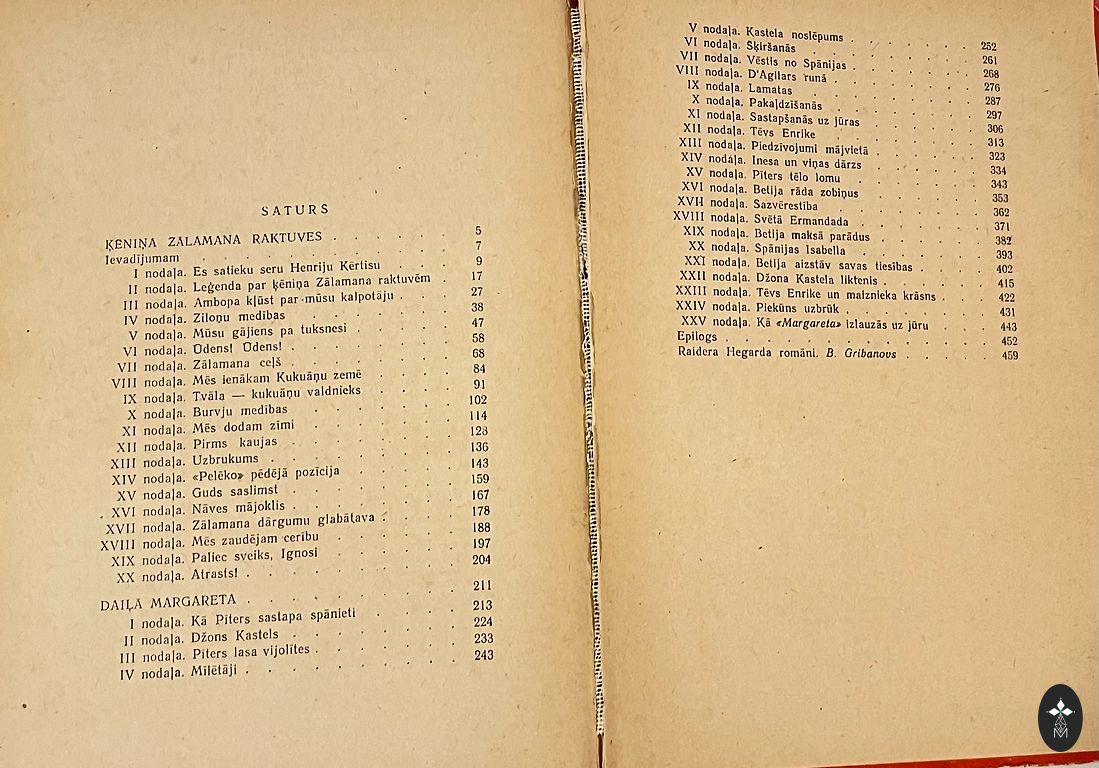 SATURS
ĶĒNIŅA ZĀLAMANA RAKTUVES . . . . . . . 5
Ievadījumam . . . . . . . 7
I nodaļa. Es satieku seru Henriju Kērtisu . . . . 9
II nodaļa. Leģenda par ķēniņa Zālamana raktuvēm . 17
III nodaļa. Ambopa kļūst par mūsu kalpotāju . . . 27
IV nodaļa. Ziloņu medības . . . . . . 38
V nodaļa. Mūsu gājiens pa tuksnesi . . . . . 47
VI nodaļa. Ūdens! Ūdens! . . . . . . 58
VII nodaļa. Zālamana ceļš . . . . . . 68
VIII nodaļa. Mēs ienākam Kukuāņu zemē . . . . 84
IX nodaļa. Tvāla — kukuāņu valdnieks . . . . 91
X nodaļa. Burvju medības . . . . . . 102
XI nodaļa. Mēs dodam zīmi . . . . . . 114
XII nodaļa. Pirms kaujas . . . . . . 128
XIII nodaļa. Uzbrukums . . . . . . . 136
XIV nodaļa. «Pelēko» pēdējā pozīcija . . . . . 143
XV nodaļa. Guds saslimst . . . . . . 159
XVI nodaļa. Nāves mājoklis . . . . . . 167
XVII nodaļa. Zālamana dārgumu glabātava . . . . 178
XVIII nodaļa. Mēs zaudējam cerību . . . . . 188
XIX nodaļa. Paliec sveiks, Ignosi . . . . . 197
XX nodaļa. Atrasts! . . . . . . . 204
DAIĻĀ MARGARETA . . . . . . . 211
I nodaļa. Kā Pīters sastapa spānieti . . . . 213
II nodaļa. Džons Kastels . . . . . . 224
III nodaļa. Pīters lasa vijolītes . . . . . 233
IV nodaļa. Mīlētāji . . . . . . . 243
V nodaļa. Kastela noslēpums . . . . . . 252
VI nodaļa. Šķiršanās . . . . . . . 261
VII nodaļa. Vēstis no Spānijas . . . . . . 268
VIII nodaļa. D'Agilars runā . . . . . . 276
IX nodaļa. Lamatas . . . . . . . 287
X nodaļa. Pakaļdzīšanās . . . . . . 297
XI nodaļa. Sastapšanās uz jūras . . . . . 306
XII nodaļa. Tēvs Enrike . . . . . . 313
XIII nodaļa. Piedzīvojumi mājvietā . . . . . 323
XIV nodaļa. Inesa un viņas dārzs . . . . . 334
XV nodaļa. Pīters tēlo lomu . . . . . . 343
XVI nodaļa. Betija rāda zobiņus . . . . . 353
XVII nodaļa. Sazvērestība . . . . . . 362
XVIII nodaļa. Svētā Ermandada . . . . . 371
XIX nodaļa. Betija maksā parādus . . . . . 382
XX nodaļa. Spānijas Isabella . . . . . . 393
XXI nodaļa. Betija aizstāv savas tiesības . . . . 402
XXII nodaļa. Džona Kastela liktenis . . . . . 415
XXIII nodaļa. Tēvs Enrike un maiznieka krāsns . . . 422
XXIV nodaļa. Piekūns uzbrūk . . . . . . 431
XXV nodaļa. Kā «Margareta» izlauzās uz jūru . . . 443
Epilogs . . . . . . . . . 452
Raidera Hegarda romāni. B. Gribanovs . . . . . 459
M